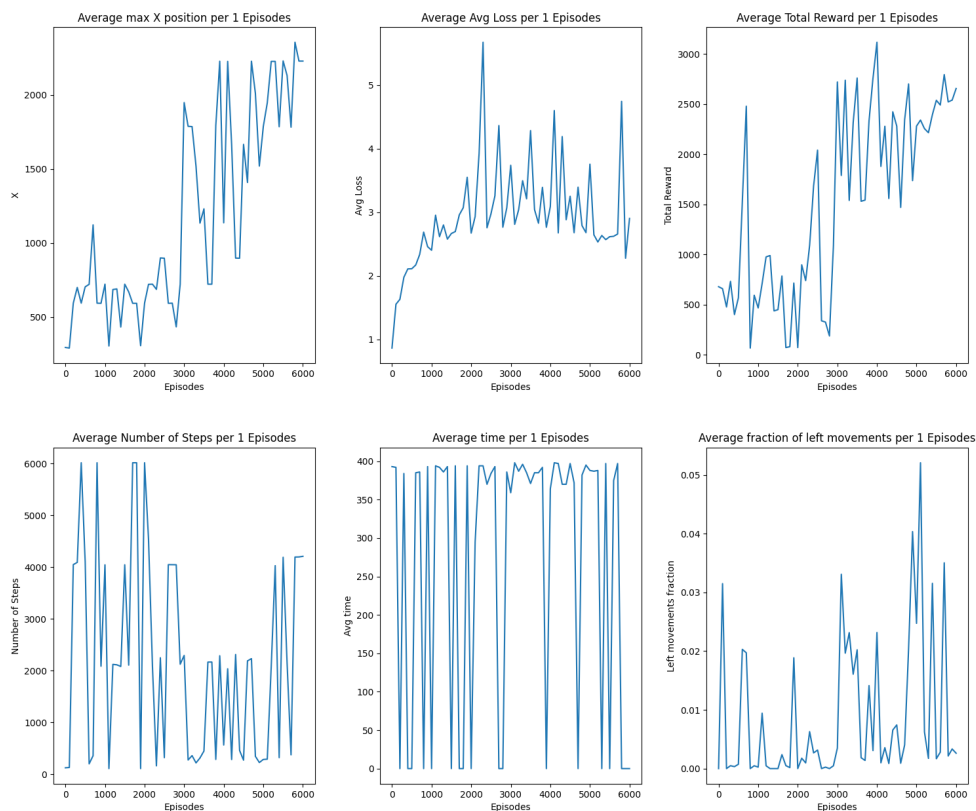 Average max X position per 1 Episodes
X
2000
1500
1000
500
0 1000 2000 3000 4000 5000 6000
Episodes
Average Avg Loss per 1 Episodes
Avg Loss
5
4
3
2
1
0 1000 2000 3000 4000 5000 6000
Episodes
Average Total Reward per 1 Episodes
Total Reward
3000
2500
2000
1500
1000
500
0
0 1000 2000 3000 4000 5000 6000
Episodes
Average Number of Steps per 1 Episodes
Number of Steps
6000
5000
4000
3000
2000
1000
0
0 1000 2000 3000 4000 5000 6000
Episodes
Average time per 1 Episodes
Avg time
400
350
300
250
200
150
100
50
0
0 1000 2000 3000 4000 5000 6000
Episodes
Average fraction of left movements per 1 Episodes
Left movements fraction
0.05
0.04
0.03
0.02
0.01
0.00
0 1000 2000 3000 4000 5000 6000
Episodes